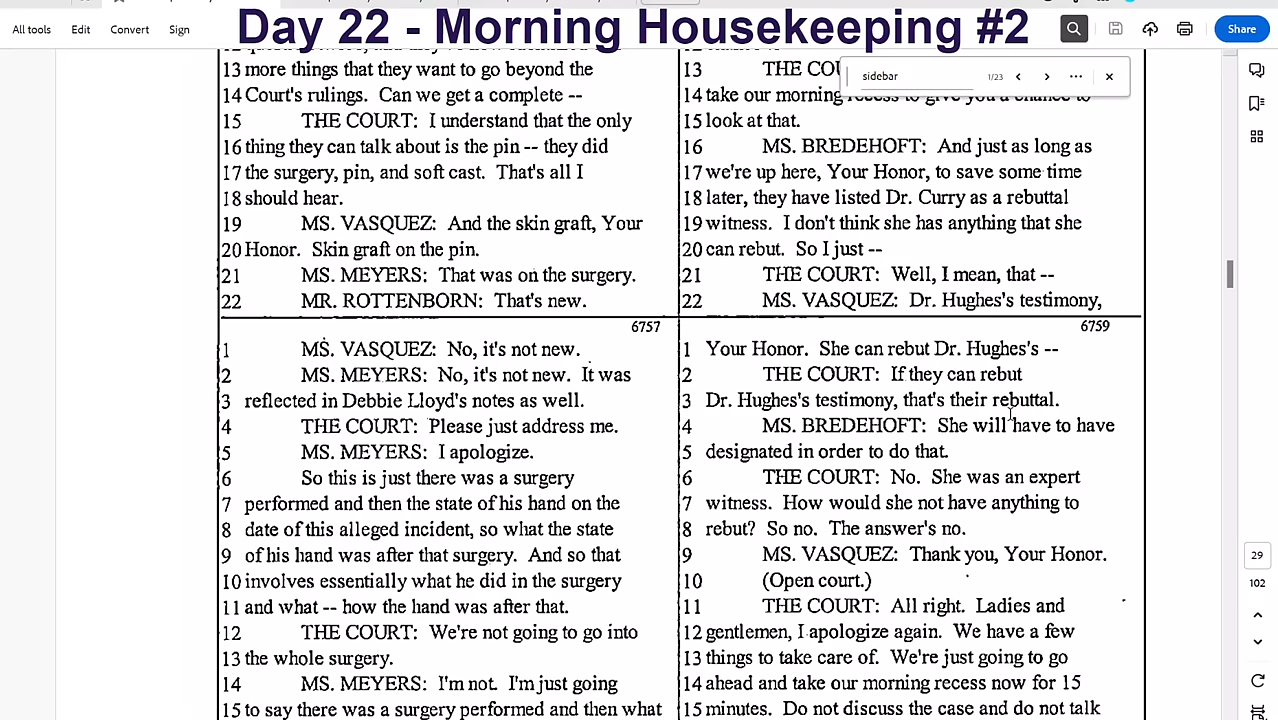 Day 22 - Morning Housekeeping #2
All tools Edit Convert Sign Share
sidebar 1/23
13 more things that they want to go beyond the
14 Court's rulings. Can we get a complete --
15 THE COURT: I understand that the only
16 thing they can talk about is the pin -- they did
17 the surgery, pin, and soft cast. That's all I
18 should hear.
19 MS. VASQUEZ: And the skin graft, Your
20 Honor. Skin graft on the pin.
21 MS. MEYERS: That was on the surgery.
22 MR. ROTTENBORN: That's new.
6757
1 MS. VASQUEZ: No, it's not new.
2 MS. MEYERS: No, it's not new. It was
3 reflected in Debbie Lloyd's notes as well.
4 THE COURT: Please just address me.
5 MS. MEYERS: I apologize.
6 So this is just there was a surgery
7 performed and then the state of his hand on the
8 date of this alleged incident, so what the state
9 of his hand was after that surgery. And so that
10 involves essentially what he did in the surgery
11 and what -- how the hand was after that.
12 THE COURT: We're not going to go into
13 the whole surgery.
14 MS. MEYERS: I'm not. I'm just going
15 to say there was a surgery performed and then what
13 THE COU
14 take our morning recess to give you a chance to
15 look at that.
16 MS. BREDEHOFT: And just as long as
17 we're up here, Your Honor, to save some time
18 later, they have listed Dr. Curry as a rebuttal
19 witness. I don't think she has anything that she
20 can rebut. So I just --
21 THE COURT: Well, I mean, that --
22 MS. VASQUEZ: Dr. Hughes's testimony,
6759
1 Your Honor. She can rebut Dr. Hughes's --
2 THE COURT: If they can rebut
3 Dr. Hughes's testimony, that's their rebuttal.
4 MS. BREDEHOFT: She will have to have
5 designated in order to do that.
6 THE COURT: No. She was an expert
7 witness. How would she not have anything to
8 rebut? So no. The answer's no.
9 MS. VASQUEZ: Thank you, Your Honor.
10 (Open court.)
11 THE COURT: All right. Ladies and
12 gentlemen, I apologize again. We have a few
13 things to take care of. We're just going to go
14 ahead and take our morning recess now for 15
15 minutes. Do not discuss the case and do not talk
29
102